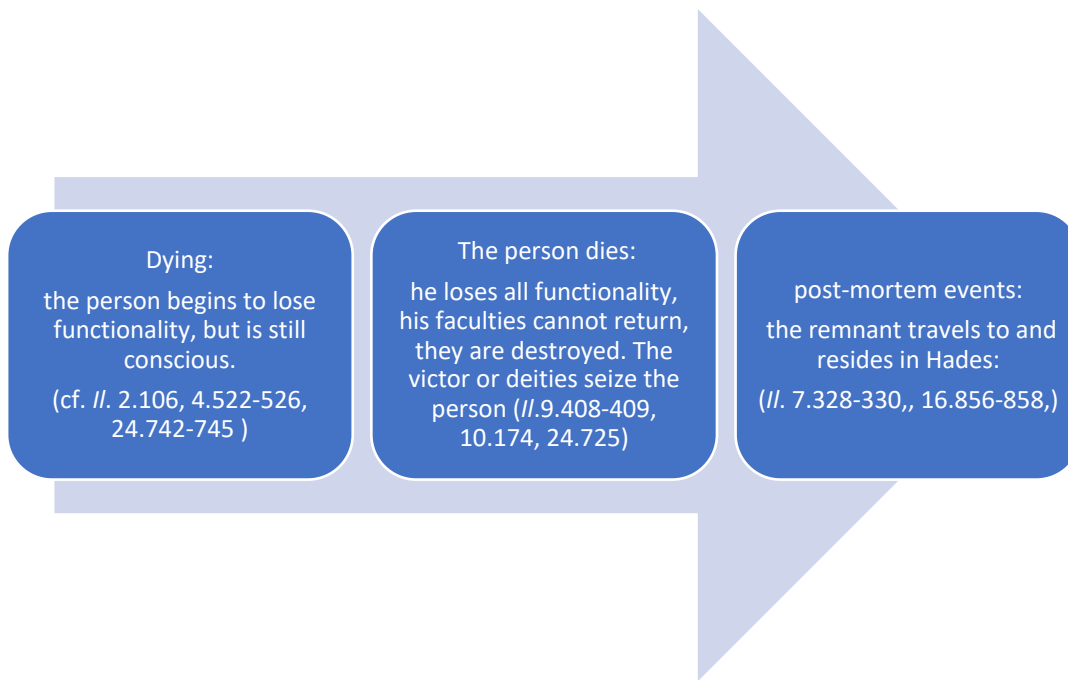 Dying:
the person begins to lose
functionality, but is still
conscious.
(cf. Il. 2.106, 4.522-526,
24.742-745 )
The person dies:
he loses all functionality,
his faculties cannot return,
they are destroyed. The
victor or deities seize the
person (Il.9.408-409,
10.174, 24.725)
post-mortem events:
the remnant travels to and
resides in Hades:
(Il. 7.328-330,, 16.856-858,)